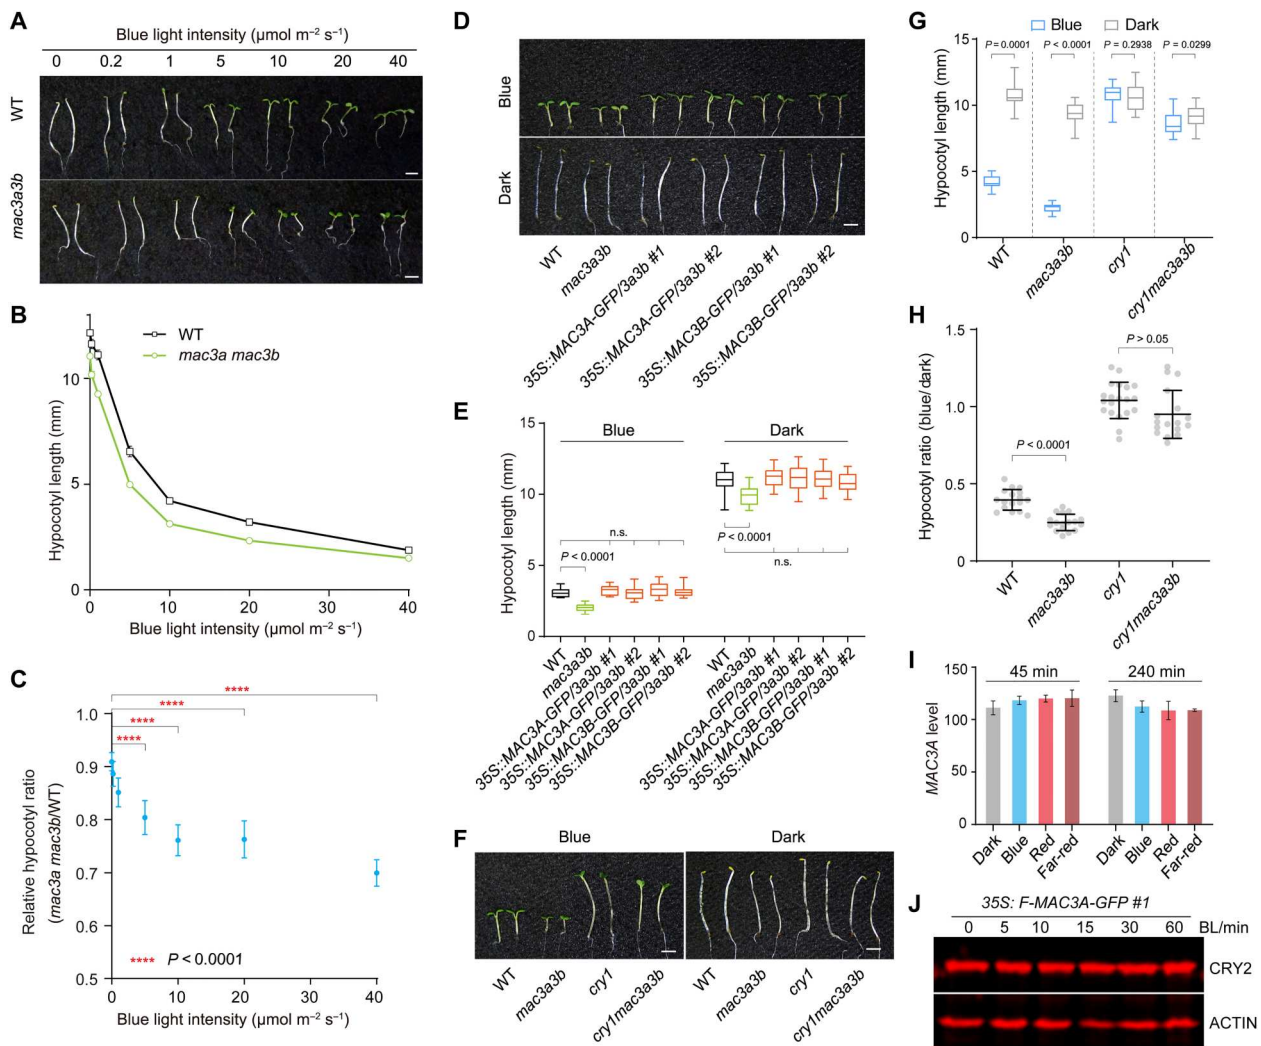 A
Blue light intensity (µmol m⁻² s⁻¹)
0 0.2 1 5 10 20 40
WT
mac3a3b
B
WT
mac3a mac3b
Hypocotyl length (mm)
10
5
0
0 10 20 30 40
Blue light intensity (µmol m⁻² s⁻¹)
C
****
****
****
****
Relative hypocotyl ratio
(mac3a mac3b/WT)
1.0
0.9
0.8
0.7
0.6
0.5
**** P < 0.0001
0 10 20 30 40
Blue light intensity (µmol m⁻² s⁻¹)
D
Blue
Dark
WT
mac3a3b
35S::MAC3A-GFP/3a3b #1
35S::MAC3A-GFP/3a3b #2
35S::MAC3B-GFP/3a3b #1
35S::MAC3B-GFP/3a3b #2
E
Blue Dark
Hypocotyl length (mm)
15
10
5
0
n.s.
P < 0.0001
P < 0.0001
n.s.
WT
mac3a3b
35S::MAC3A-GFP/3a3b #1
35S::MAC3A-GFP/3a3b #2
35S::MAC3B-GFP/3a3b #1
35S::MAC3B-GFP/3a3b #2
WT
mac3a3b
35S::MAC3A-GFP/3a3b #1
35S::MAC3A-GFP/3a3b #2
35S::MAC3B-GFP/3a3b #1
35S::MAC3B-GFP/3a3b #2
F
Blue Dark
WT
mac3a3b
cry1
cry1mac3a3b
WT
mac3a3b
cry1
cry1mac3a3b
G
Blue Dark
P = 0.0001 P < 0.0001 P = 0.2938 P = 0.0299
Hypocotyl length (mm)
15
10
5
0
WT
mac3a3b
cry1
cry1mac3a3b
H
P > 0.05
P < 0.0001
Hypocotyl ratio (blue/dark)
1.5
1.0
0.5
0
WT
mac3a3b
cry1
cry1mac3a3b
I
45 min 240 min
MAC3A level
150
100
50
0
Dark
Blue
Red
Far-red
Dark
Blue
Red
Far-red
J
35S: F-MAC3A-GFP #1
0 5 10 15 30 60 BL/min
CRY2
ACTIN